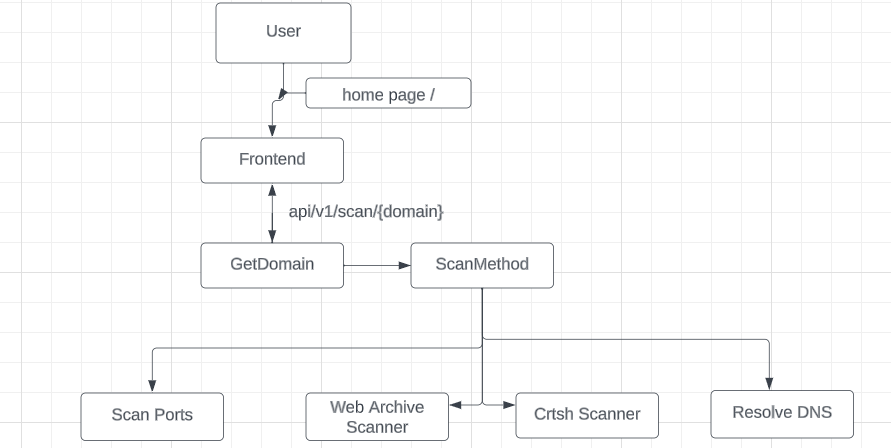 User
home page /
Frontend
api/v1/scan/{domain}
GetDomain
ScanMethod
Scan Ports
Web Archive
Scanner
Crtsh Scanner
Resolve DNS